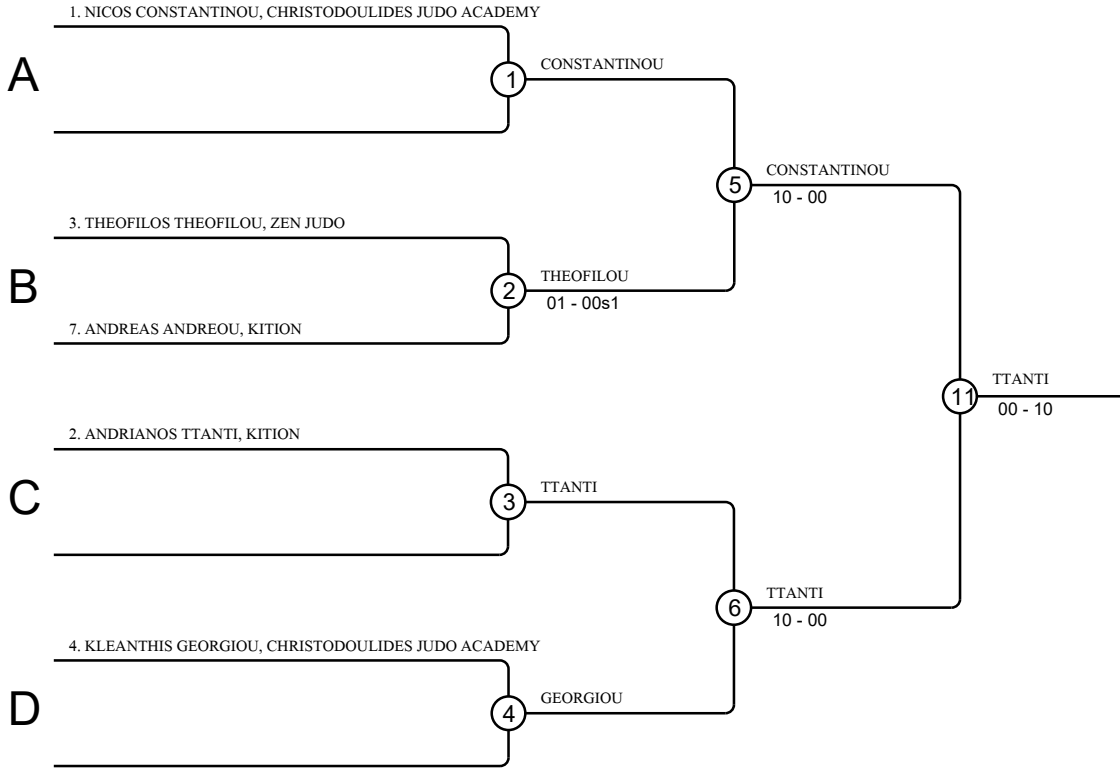 1. NICOS CONSTANTINOU, CHRISTODOULIDES JUDO ACADEMY
A
1
CONSTANTINOU
5
CONSTANTINOU
10 - 00
3. THEOFILOS THEOFILOU, ZEN JUDO
B
2
THEOFILOU
01 - 00s1
7. ANDREAS ANDREOU, KITION
11
TTANTI
00 - 10
2. ANDRIANOS TTANTI, KITION
C
3
TTANTI
6
TTANTI
10 - 00
4. KLEANTHIS GEORGIOU, CHRISTODOULIDES JUDO ACADEMY
D
4
GEORGIOU